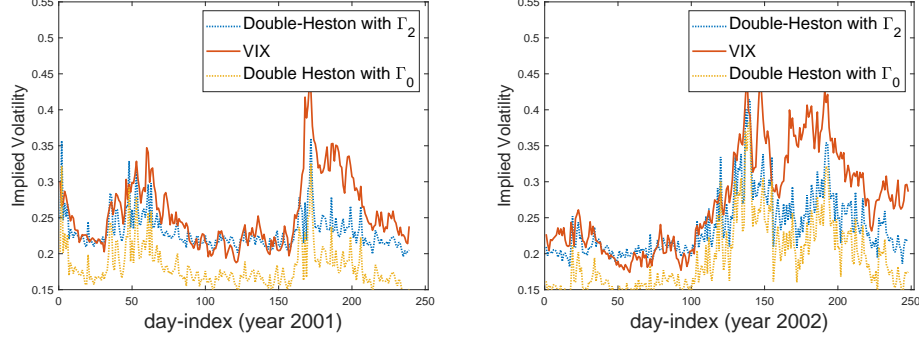 0.55
0.5
0.45
0.4
0.35
0.3
0.25
0.2
0.15
Implied Volatility
Double-Heston with Γ2
VIX
Double Heston with Γ0
0 50 100 150 200 250
day-index (year 2001)
0.55
0.5
0.45
0.4
0.35
0.3
0.25
0.2
0.15
Implied Volatility
Double-Heston with Γ2
VIX
Double Heston with Γ0
0 50 100 150 200 250
day-index (year 2002)